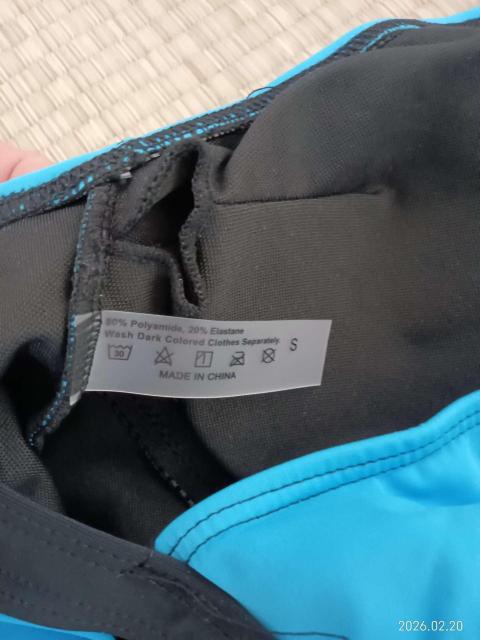 80% Polyamide, 20% Elastane
Wash Dark Colored Clothes Separately.
30
S
MADE IN CHINA
2026.02.20